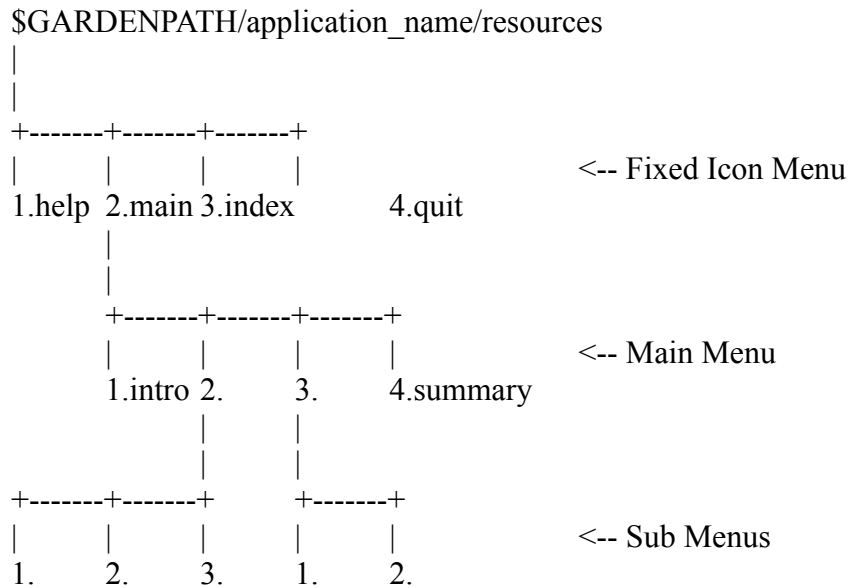 $GARDENPATH/application_name/resources
|
|
+-------+-------+-------+
| | | | <-- Fixed Icon Menu
1.help 2.main 3.index 4.quit
|
|
+-------+-------+-------+
| | | | <-- Main Menu
1.intro 2. 3. 4.summary
| |
| |
+-------+-------+ +-------+
| | | | | <-- Sub Menus
1. 2. 3. 1. 2.